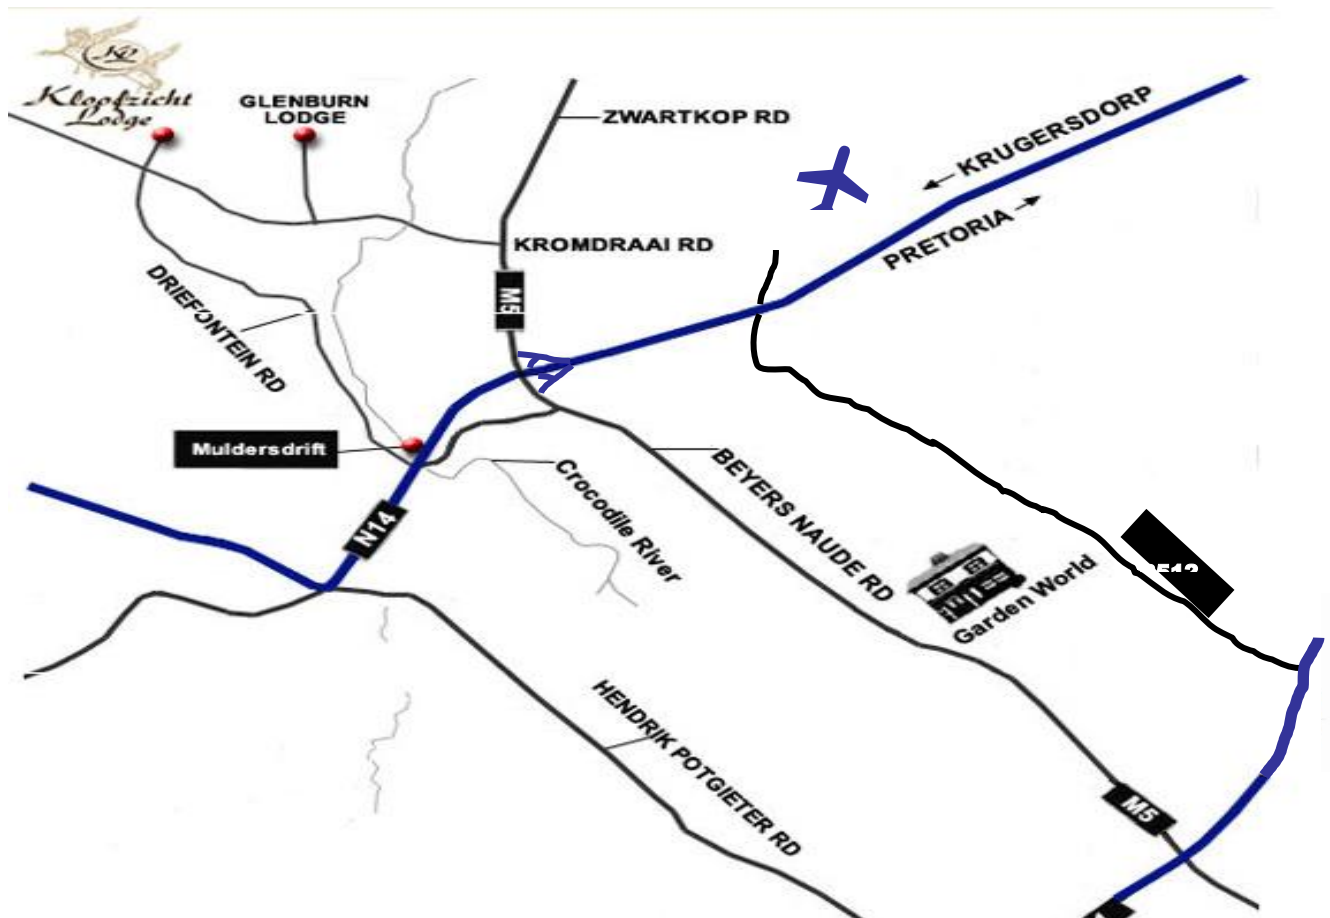 KD
Kloofzicht
Lodge
GLENBURN
LODGE
ZWARTKOP RD
KRUGERSDORP
PRETORIA
KROMDRAAI RD
M5
DRIEFONTEIN RD
Muldersdrift
Crocodile River
BEYERS NAUDE RD
N14
Garden World
HENDRIK POTGIETER RD
M5